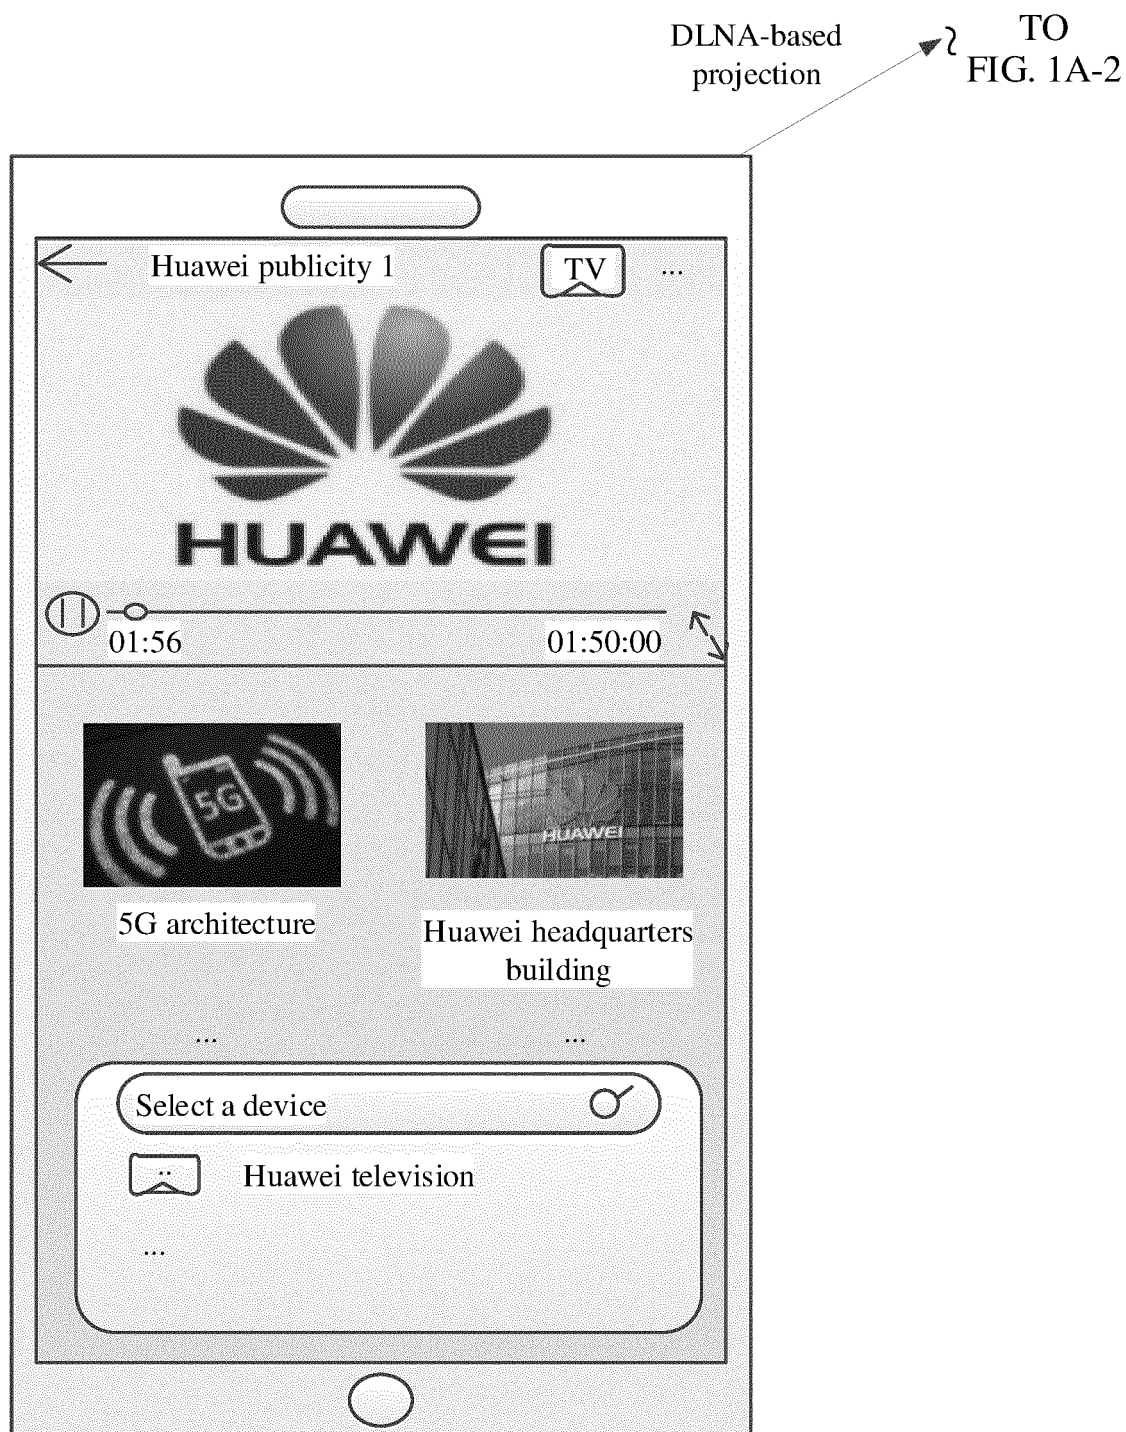 DLNA-based
projection
TO
FIG. 1A-2
Huawei publicity 1
TV
...
HUAWEI
01:56
01:50:00
5G
HUAWEI
5G architecture
Huawei headquarters
building
...
...
Select a device
Huawei television
...